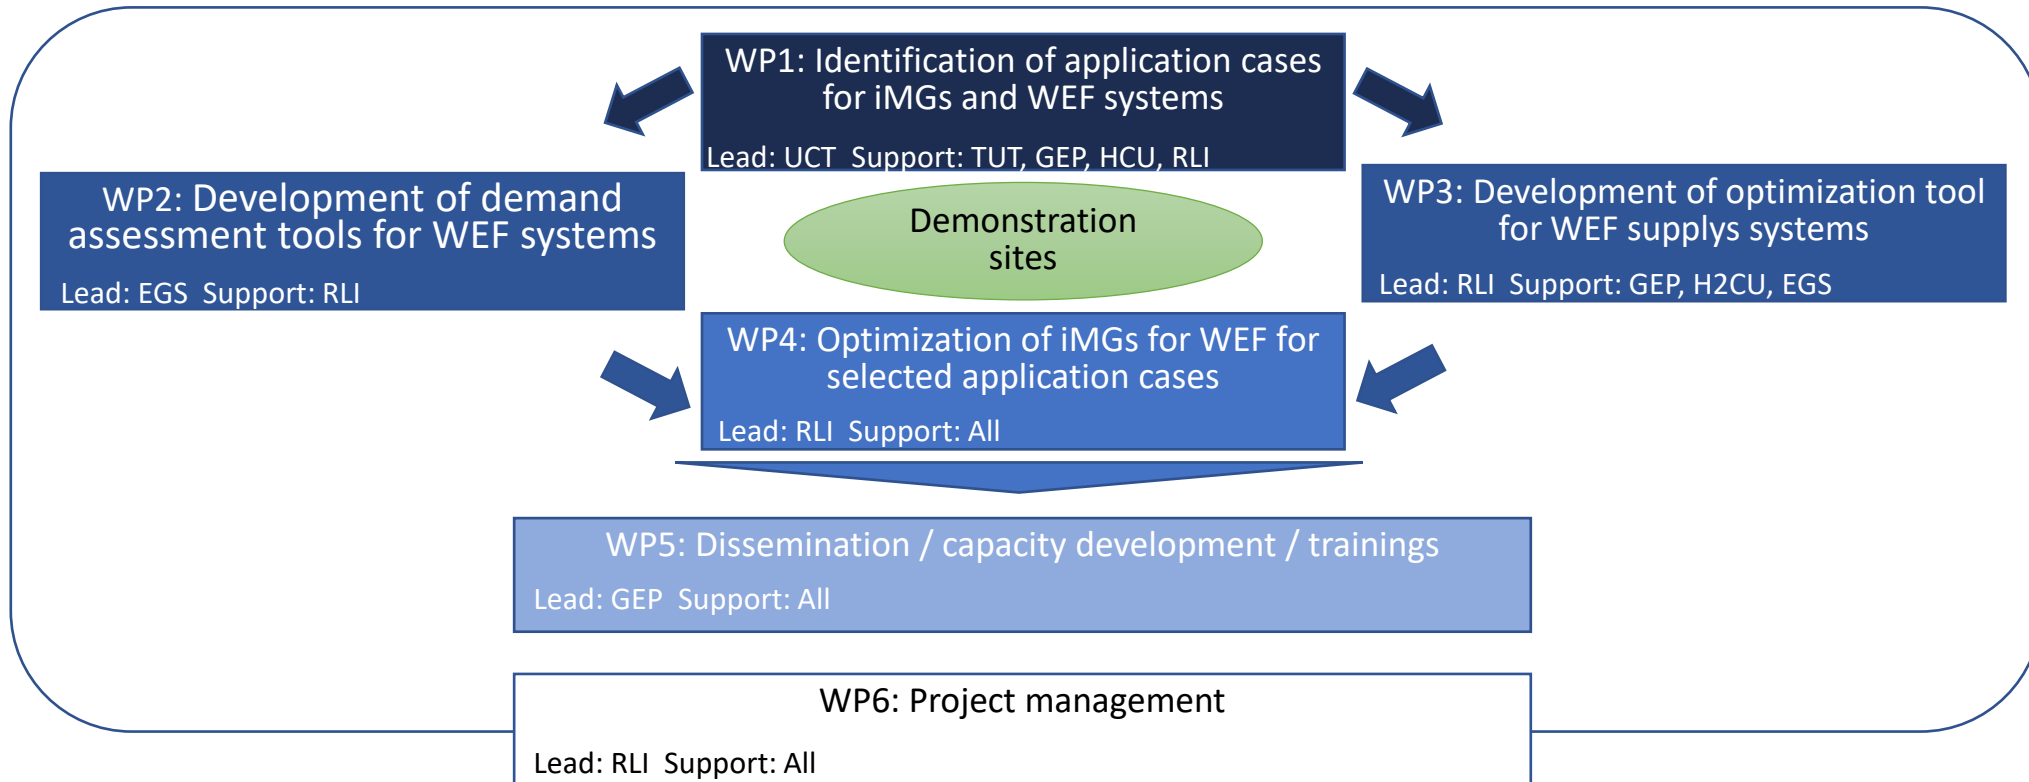 WP1: Identification of application cases
for iMGs and WEF systems
Lead: UCT  Support: TUT, GEP, HCU, RLI
WP2: Development of demand
assessment tools for WEF systems
Lead: EGS  Support: RLI
Demonstration
sites
WP3: Development of optimization tool
for WEF supplys systems
Lead: RLI  Support: GEP, H2CU, EGS
WP4: Optimization of iMGs for WEF for
selected application cases
Lead: RLI  Support: All
WP5: Dissemination / capacity development / trainings
Lead: GEP  Support: All
WP6: Project management
Lead: RLI  Support: All